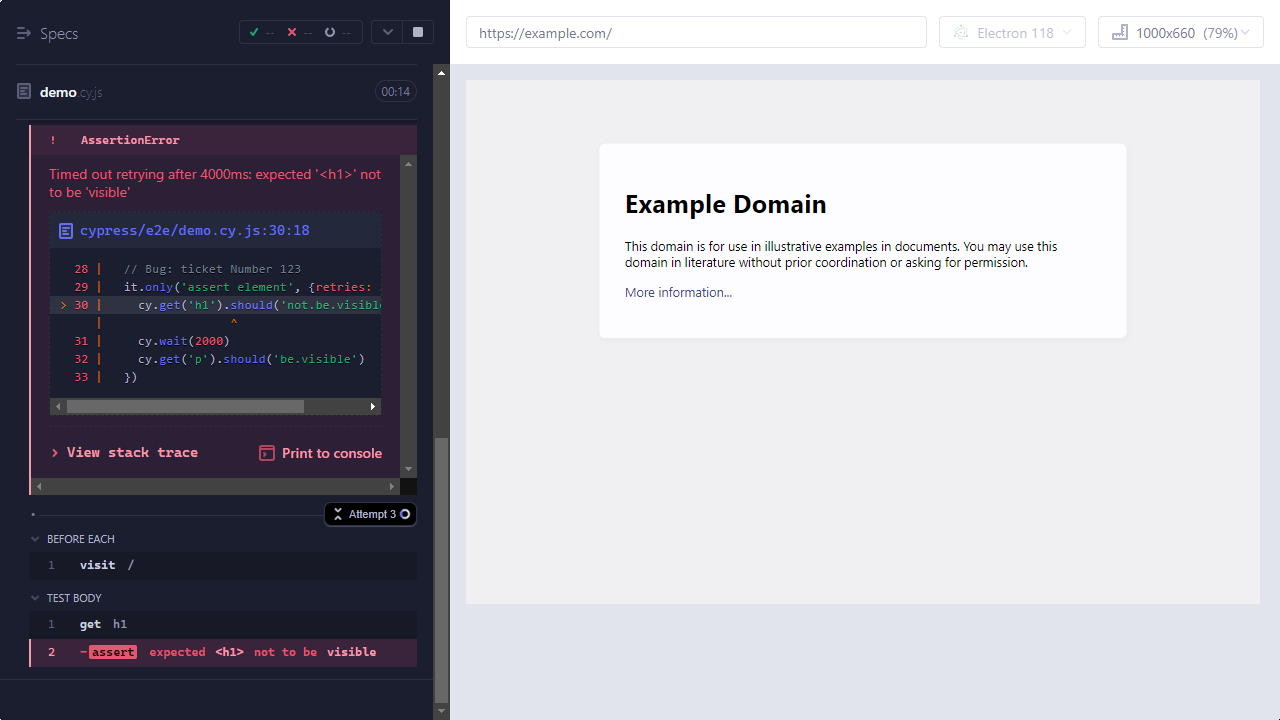 Specs
--
--
--
demo.cy.js
00:14
! AssertionError
Timed out retrying after 4000ms: expected '<h1>' not
to be 'visible'
cypress/e2e/demo.cy.js:30:18
28 | // Bug: ticket Number 123
29 | it.only('assert element', {retries:
> 30 | cy.get('h1').should('not.be.visible
| ^
31 | cy.wait(2000)
32 | cy.get('p').should('be.visible')
33 | })
> View stack trace
Print to console
Attempt 3
BEFORE EACH
1 visit /
TEST BODY
1 get h1
2 -assert expected <h1> not to be visible
https://example.com/
Electron 118
1000x660 (79%)
Example Domain
This domain is for use in illustrative examples in documents. You may use this
domain in literature without prior coordination or asking for permission.
More information...